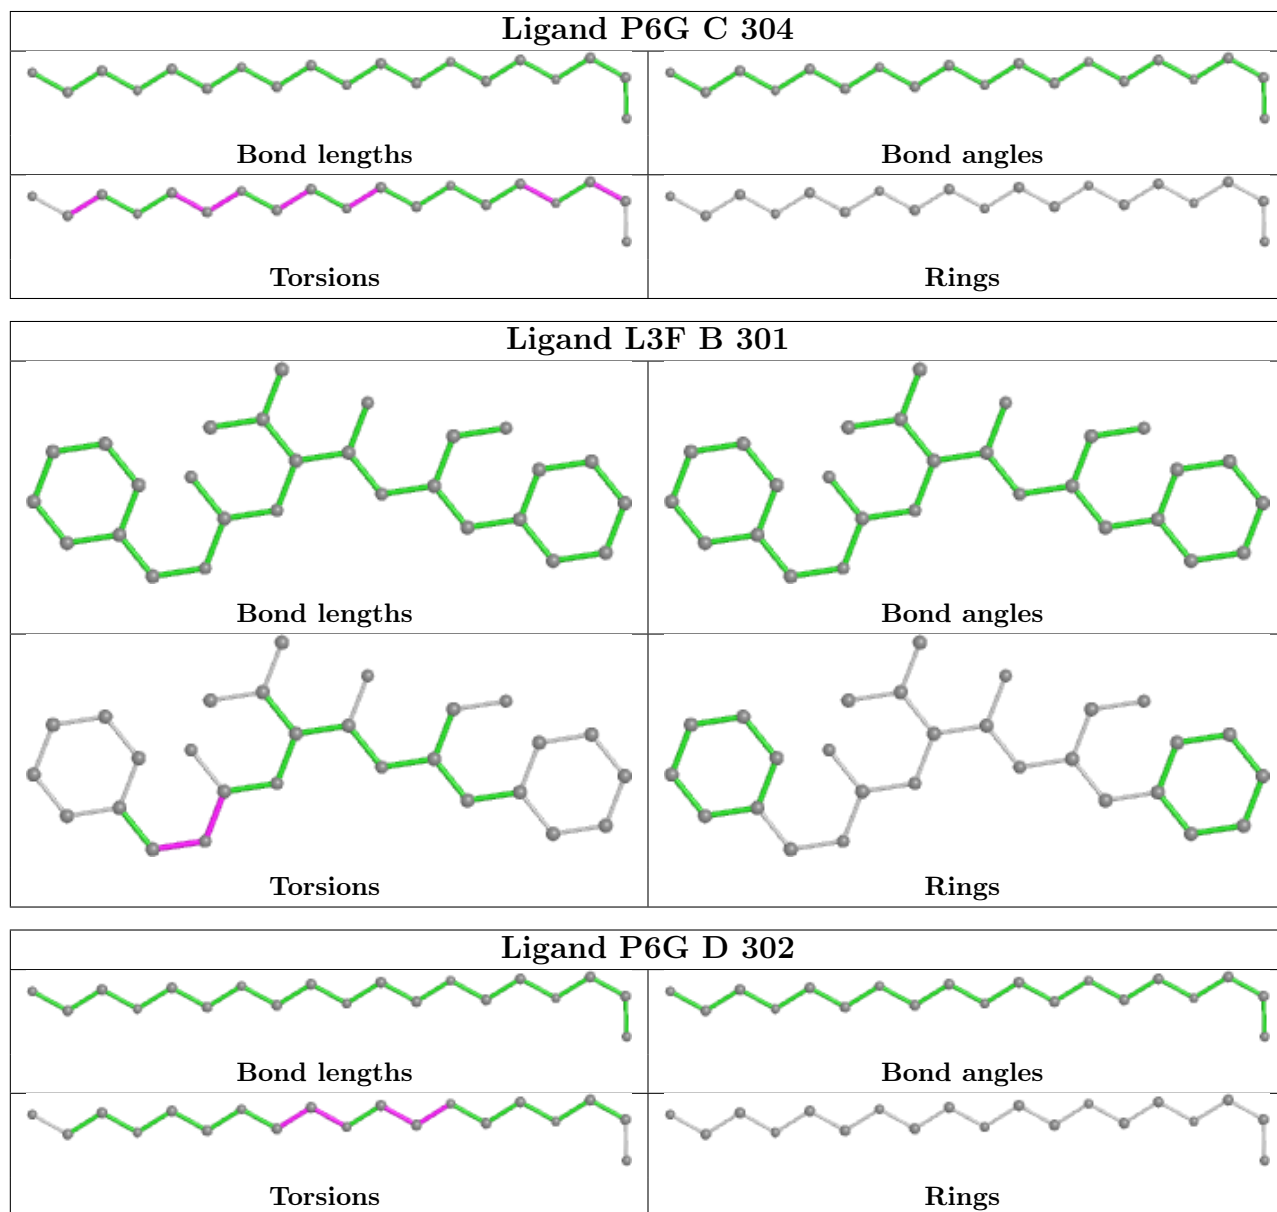 Ligand P6G C 304
Bond lengths
Bond angles
Torsions
Rings
Ligand L3F B 301
Bond lengths
Bond angles
Torsions
Rings
Ligand P6G D 302
Bond lengths
Bond angles
Torsions
Rings